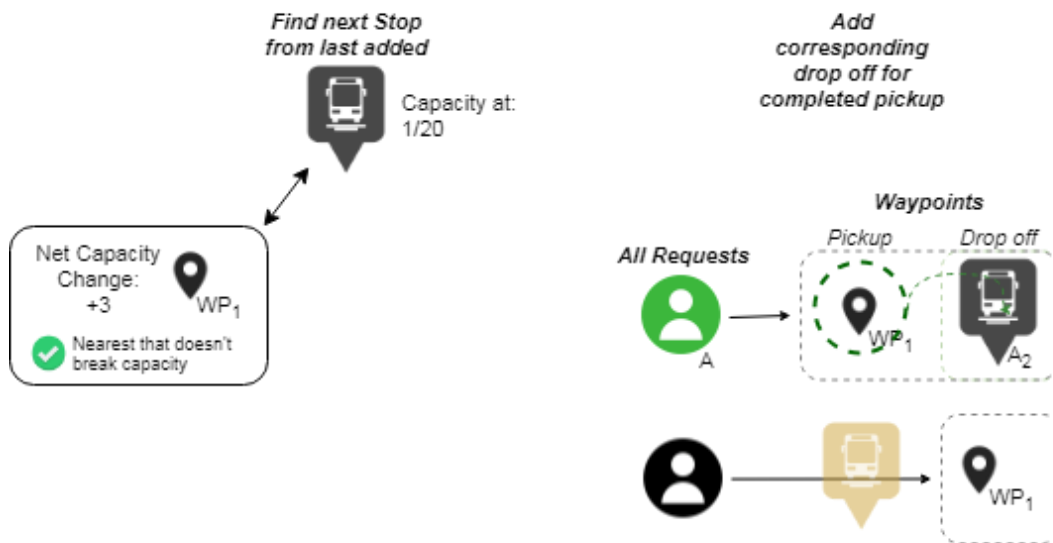 Find next Stop
from last added
Capacity at:
1/20
Net Capacity
Change:
+3
WP1
Nearest that doesn't
break capacity
Add
corresponding
drop off for
completed pickup
Waypoints
Pickup
Drop off
All Requests
A
WP1
A2
WP1